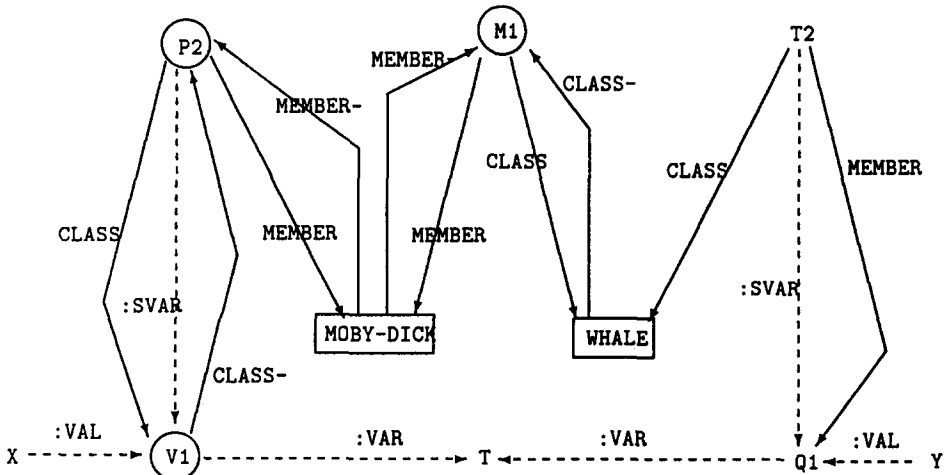 P2
M1
T2
MEMBER-
CLASS-
MEMBER-
CLASS
CLASS
MEMBER
CLASS
MEMBER
MEMBER
:SVAR
:SVAR
MOBY-DICK
WHALE
CLASS-
:VAL
:VAR
:VAR
:VAL
X
V1
T
Q1
Y